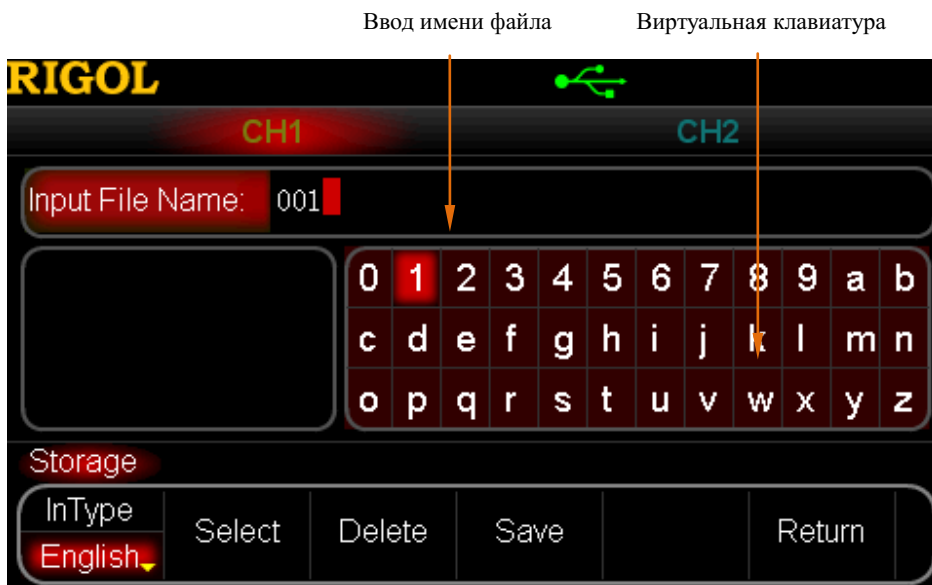 Ввод имени файла Виртуальная клавиатура
RIGOL
CH1 CH2
Input File Name: 001
0 1 2 3 4 5 6 7 8 9 a b
c d e f g h i j k l m n
o p q r s t u v w x y z
Storage
InType
English
Select Delete Save Return